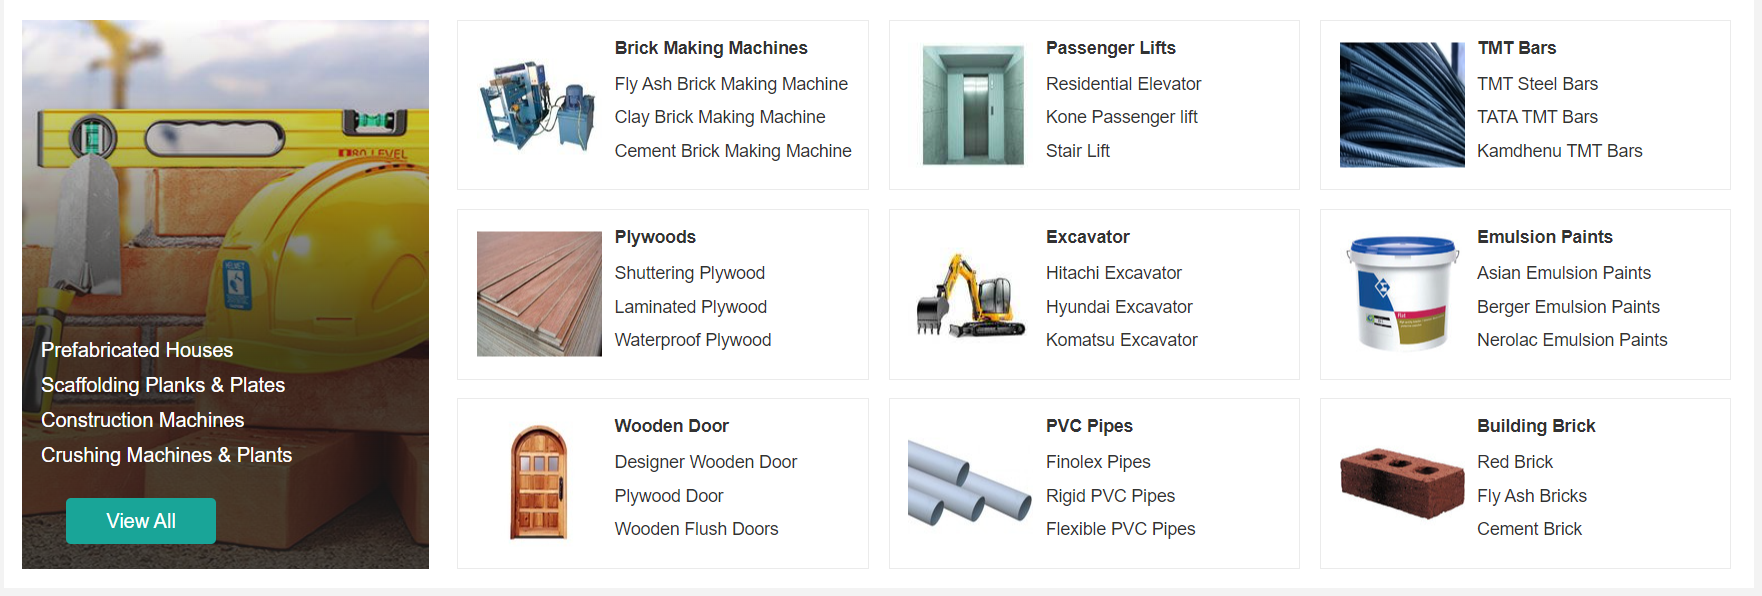 80 LEVEL
HELMET
Prefabricated Houses
Scaffolding Planks & Plates
Construction Machines
Crushing Machines & Plants
View All
Brick Making Machines
Fly Ash Brick Making Machine
Clay Brick Making Machine
Cement Brick Making Machine
Passenger Lifts
Residential Elevator
Kone Passenger lift
Stair Lift
TMT Bars
TMT Steel Bars
TATA TMT Bars
Kamdhenu TMT Bars
Plywoods
Shuttering Plywood
Laminated Plywood
Waterproof Plywood
Excavator
Hitachi Excavator
Hyundai Excavator
Komatsu Excavator
Emulsion Paints
Asian Emulsion Paints
Berger Emulsion Paints
Nerolac Emulsion Paints
Wooden Door
Designer Wooden Door
Plywood Door
Wooden Flush Doors
PVC Pipes
Finolex Pipes
Rigid PVC Pipes
Flexible PVC Pipes
Building Brick
Red Brick
Fly Ash Bricks
Cement Brick